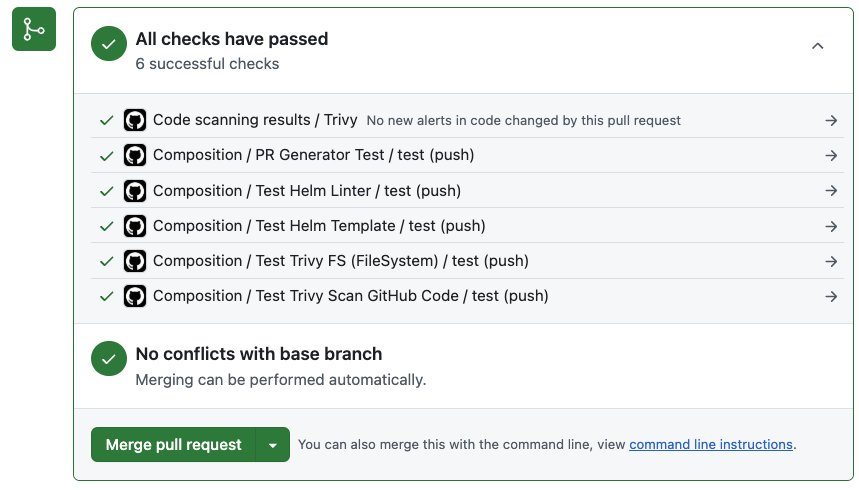 All checks have passed
6 successful checks
Code scanning results / Trivy No new alerts in code changed by this pull request
Composition / PR Generator Test / test (push)
Composition / Test Helm Linter / test (push)
Composition / Test Helm Template / test (push)
Composition / Test Trivy FS (FileSystem) / test (push)
Composition / Test Trivy Scan GitHub Code / test (push)
No conflicts with base branch
Merging can be performed automatically.
Merge pull request You can also merge this with the command line, view command line instructions.